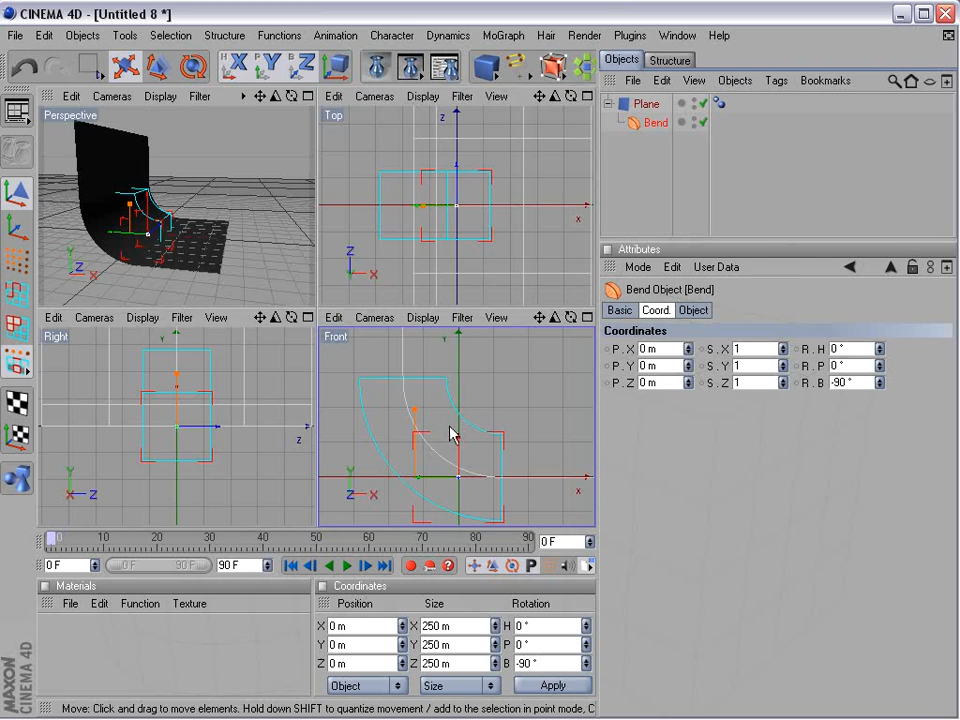 CINEMA 4D - [Untitled 8 *]
File Edit Objects Tools Selection Structure Functions Animation Character Dynamics MoGraph Hair Render Plugins Window Help
X Y Z
Objects Structure
File Edit View Objects Tags Bookmarks
Plane
Bend
Edit Cameras Display Filter
Edit Cameras Display Filter View
Perspective
Top
Z
X
Y
Z X
Z
X
Attributes
Mode Edit User Data
Bend Object [Bend]
Basic Coord. Object
Coordinates
P . X 0 m S . X 1 R . H 0 °
P . Y 0 m S . Y 1 R . P 0 °
P . Z 0 m S . Z 1 R . B -90 °
Edit Cameras Display Filter View
Edit Cameras Display Filter View
Right
Front
Y
Y
Z
X
Y
X Z
Y
Z X
0 10 20 30 40 50 60 70 80 90
0 F
0 F 0 F 90 F 90 F
P
Materials
File Edit Function Texture
Coordinates
Position Size Rotation
X 0 m X 250 m H 0 °
Y 0 m Y 250 m P 0 °
Z 0 m Z 250 m B -90 °
Object Size Apply
MAXON
CINEMA 4D
Move: Click and drag to move elements. Hold down SHIFT to quantize movement / add to the selection in point mode, C